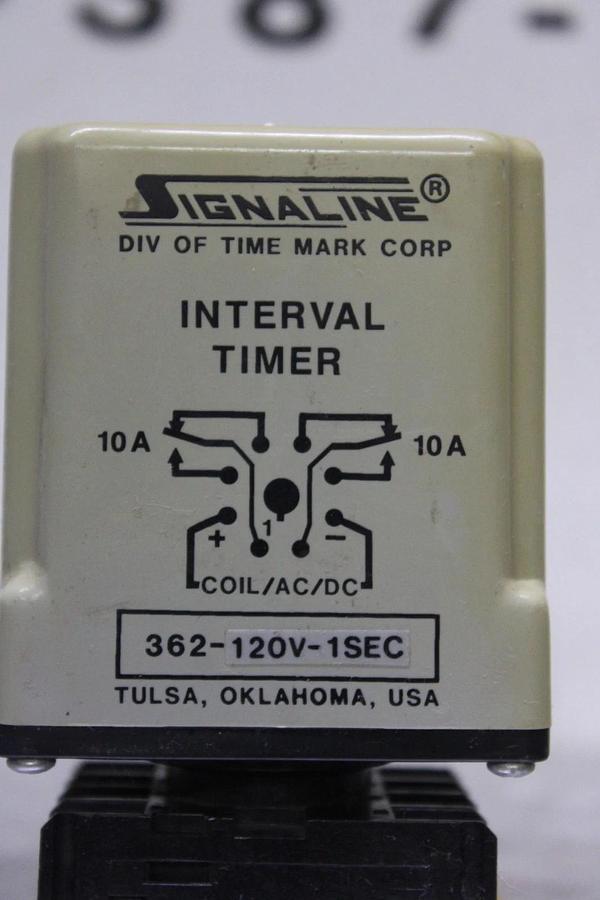 387-
SIGNALINE®
DIV OF TIME MARK CORP
INTERVAL
TIMER
10A 10A
1
+ -
COIL/AC/DC
362-120V-1SEC
TULSA, OKLAHOMA, USA